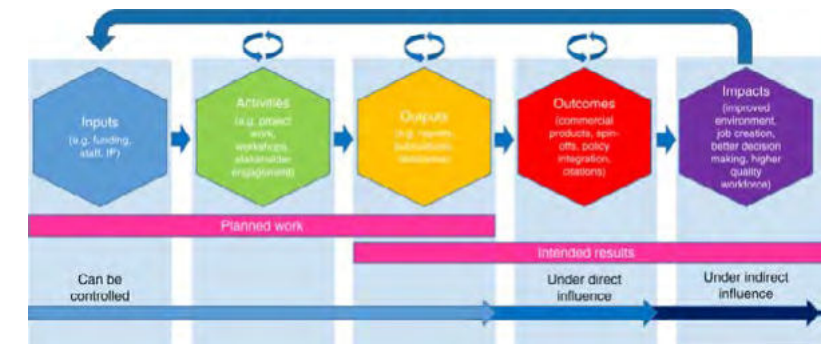 Inputs
(e.g. funding,
staff, IP)
Activities
(e.g. project
work,
workshops,
stakeholder
engagement)
Outputs
(e.g. reports,
publications,
Outcomes
(commercial
products, spin-
offs, policy
integration,
citations)
Impacts
(improved
environment,
job creation,
better decision
making, higher
quality
workforce)
Planned work
Intended results
Can be
controlled
Under direct
influence
Under indirect
influence